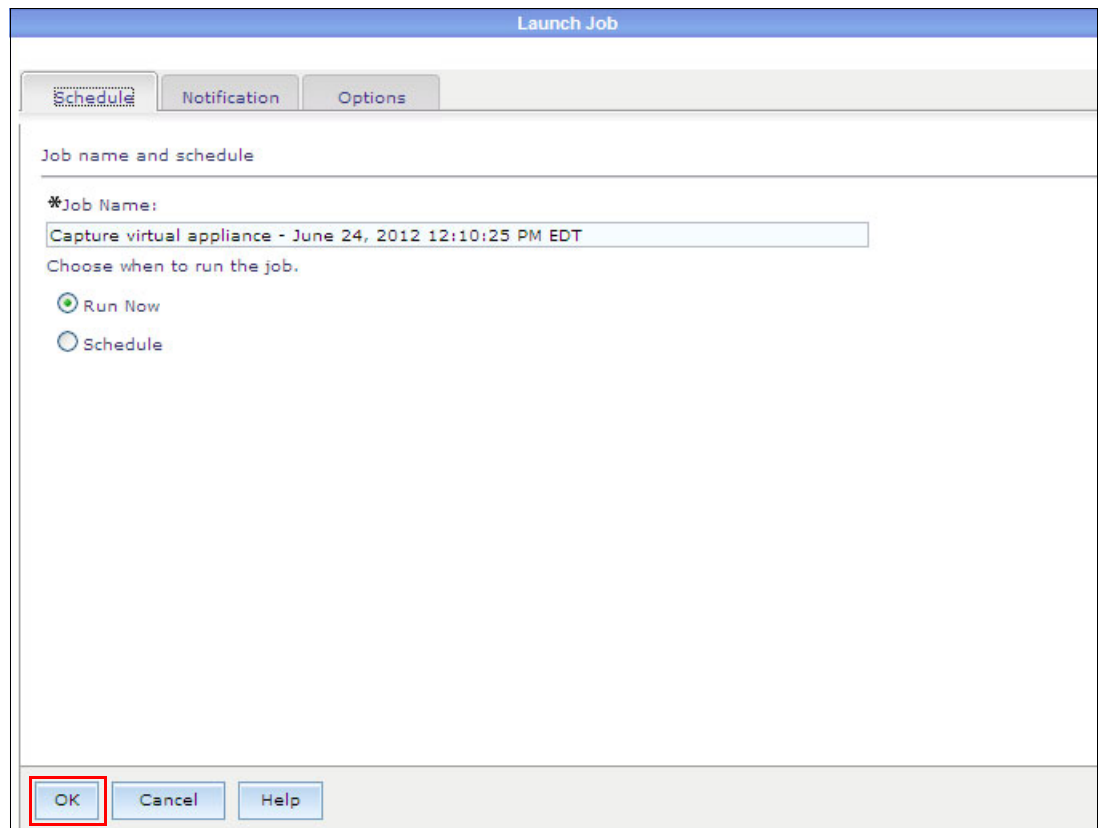 Launch Job
Schedule Notification Options
Job name and schedule
*Job Name:
Capture virtual appliance - June 24, 2012 12:10:25 PM EDT
Choose when to run the job.
Run Now
Schedule
OK Cancel Help